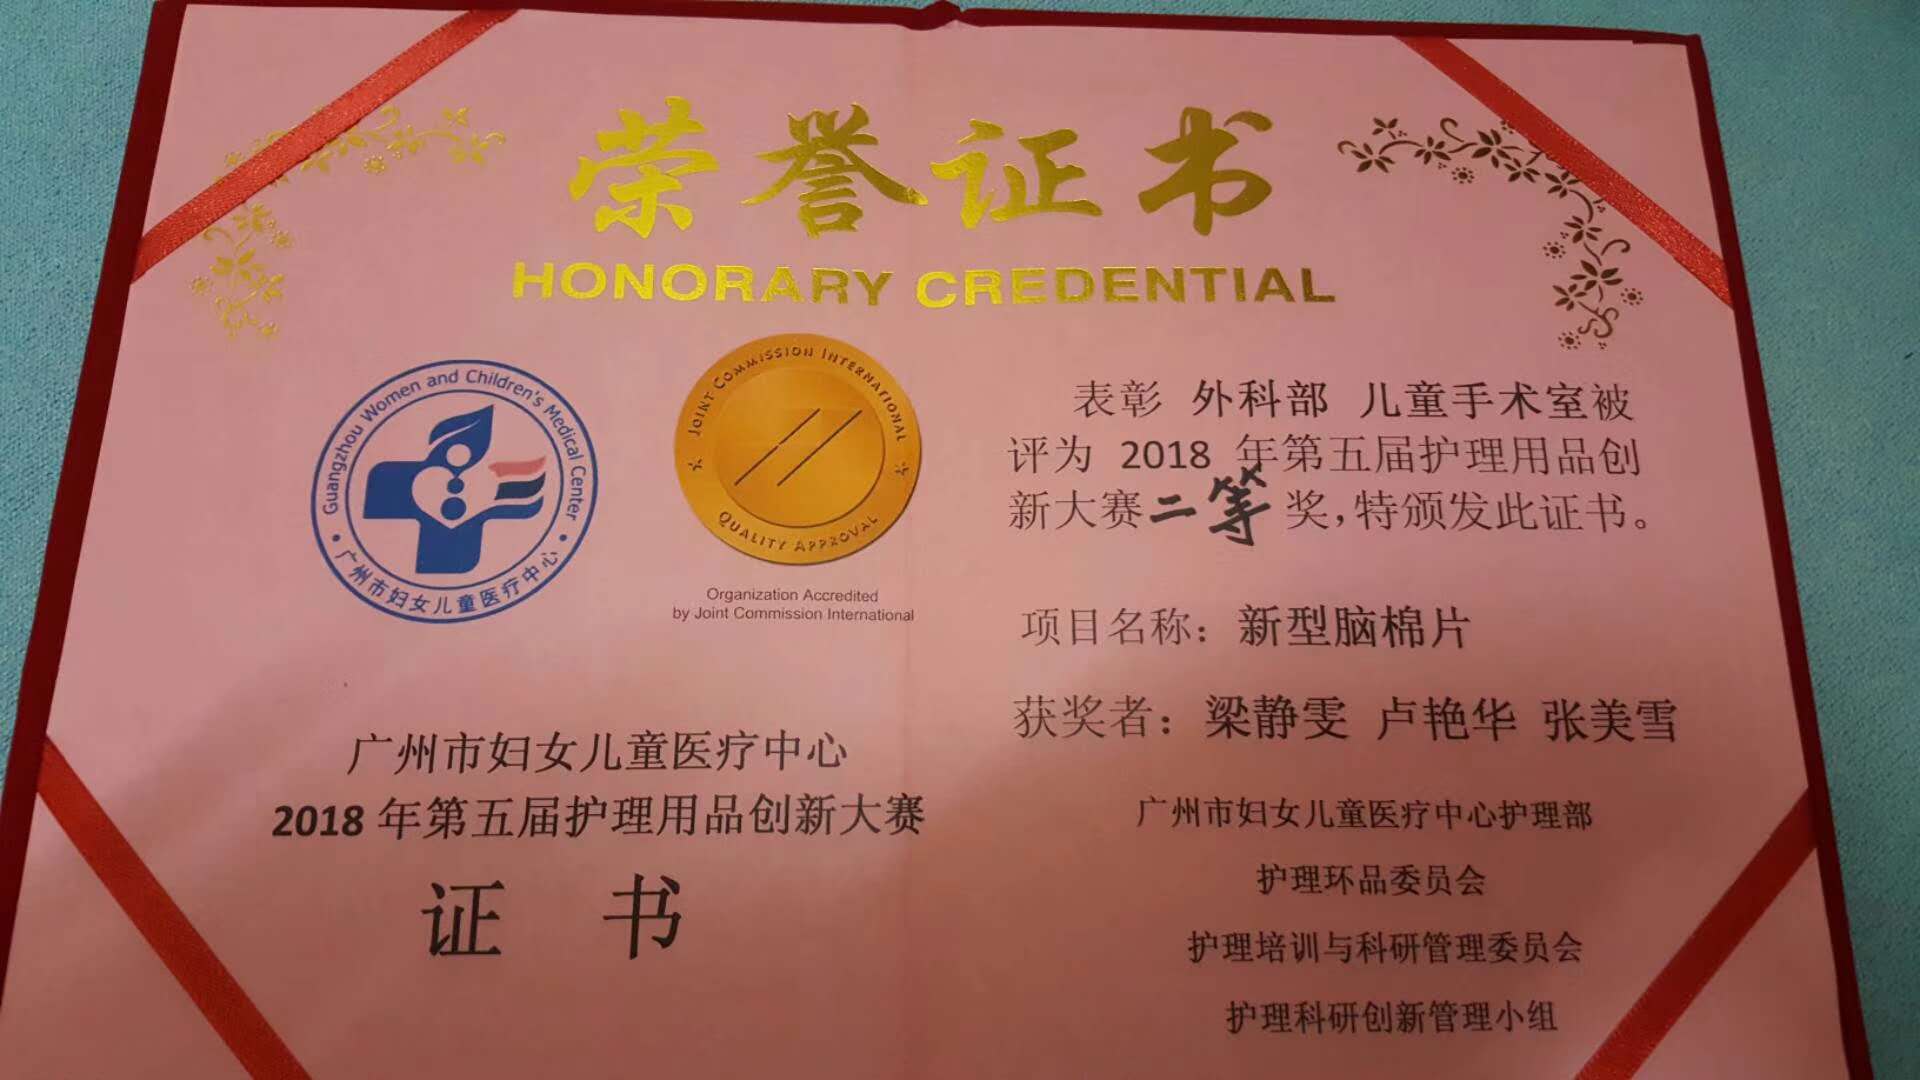 荣誉证书
HONORARY CREDENTIAL
Guangzhou Women and Children's Medical Center
广州市妇女儿童医疗中心
JOINT COMMISSION INTERNATIONAL
QUALITY APPROVAL
Organization Accredited
by Joint Commission International
广州市妇女儿童医疗中心
2018 年第五届护理用品创新大赛
证 书
表彰 外科部 儿童手术室被
评为 2018 年第五届护理用品创
新大赛二等奖,特颁发此证书。
项目名称：新型脑棉片
获奖者：梁静雯 卢艳华 张美雪
广州市妇女儿童医疗中心护理部
护理环品委员会
护理培训与科研管理委员会
护理科研创新管理小组